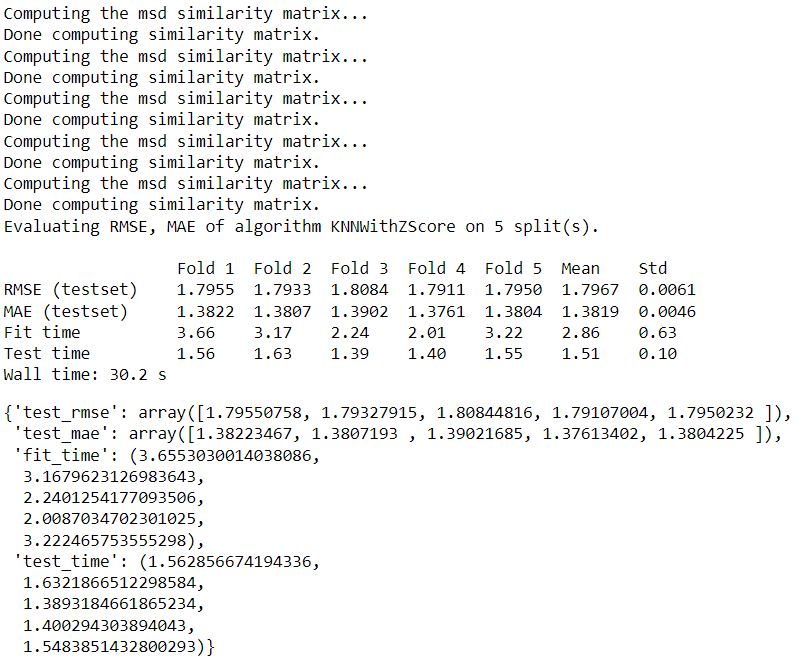 Computing the msd similarity matrix...
Done computing similarity matrix.
Computing the msd similarity matrix...
Done computing similarity matrix.
Computing the msd similarity matrix...
Done computing similarity matrix.
Computing the msd similarity matrix...
Done computing similarity matrix.
Computing the msd similarity matrix...
Done computing similarity matrix.
Evaluating RMSE, MAE of algorithm KNNWithZScore on 5 split(s).
                  Fold 1  Fold 2  Fold 3  Fold 4  Fold 5  Mean    Std
RMSE (testset)    1.7955  1.7933  1.8084  1.7911  1.7950  1.7967  0.0061
MAE (testset)     1.3822  1.3807  1.3902  1.3761  1.3804  1.3819  0.0046
Fit time          3.66    3.17    2.24    2.01    3.22    2.86    0.63
Test time         1.56    1.63    1.39    1.40    1.55    1.51    0.10
Wall time: 30.2 s
{'test_rmse': array([1.79550758, 1.79327915, 1.80844816, 1.79107004, 1.7950232 ]),
 'test_mae': array([1.38223467, 1.3807193 , 1.39021685, 1.37613402, 1.3804225 ]),
 'fit_time': (3.6553030014038086,
  3.1679623126983643,
  2.2401254177093506,
  2.0087034702301025,
  3.222465753555298),
 'test_time': (1.562856674194336,
  1.6321866512298584,
  1.3893184661865234,
  1.400294303894043,
  1.5483851432800293)}